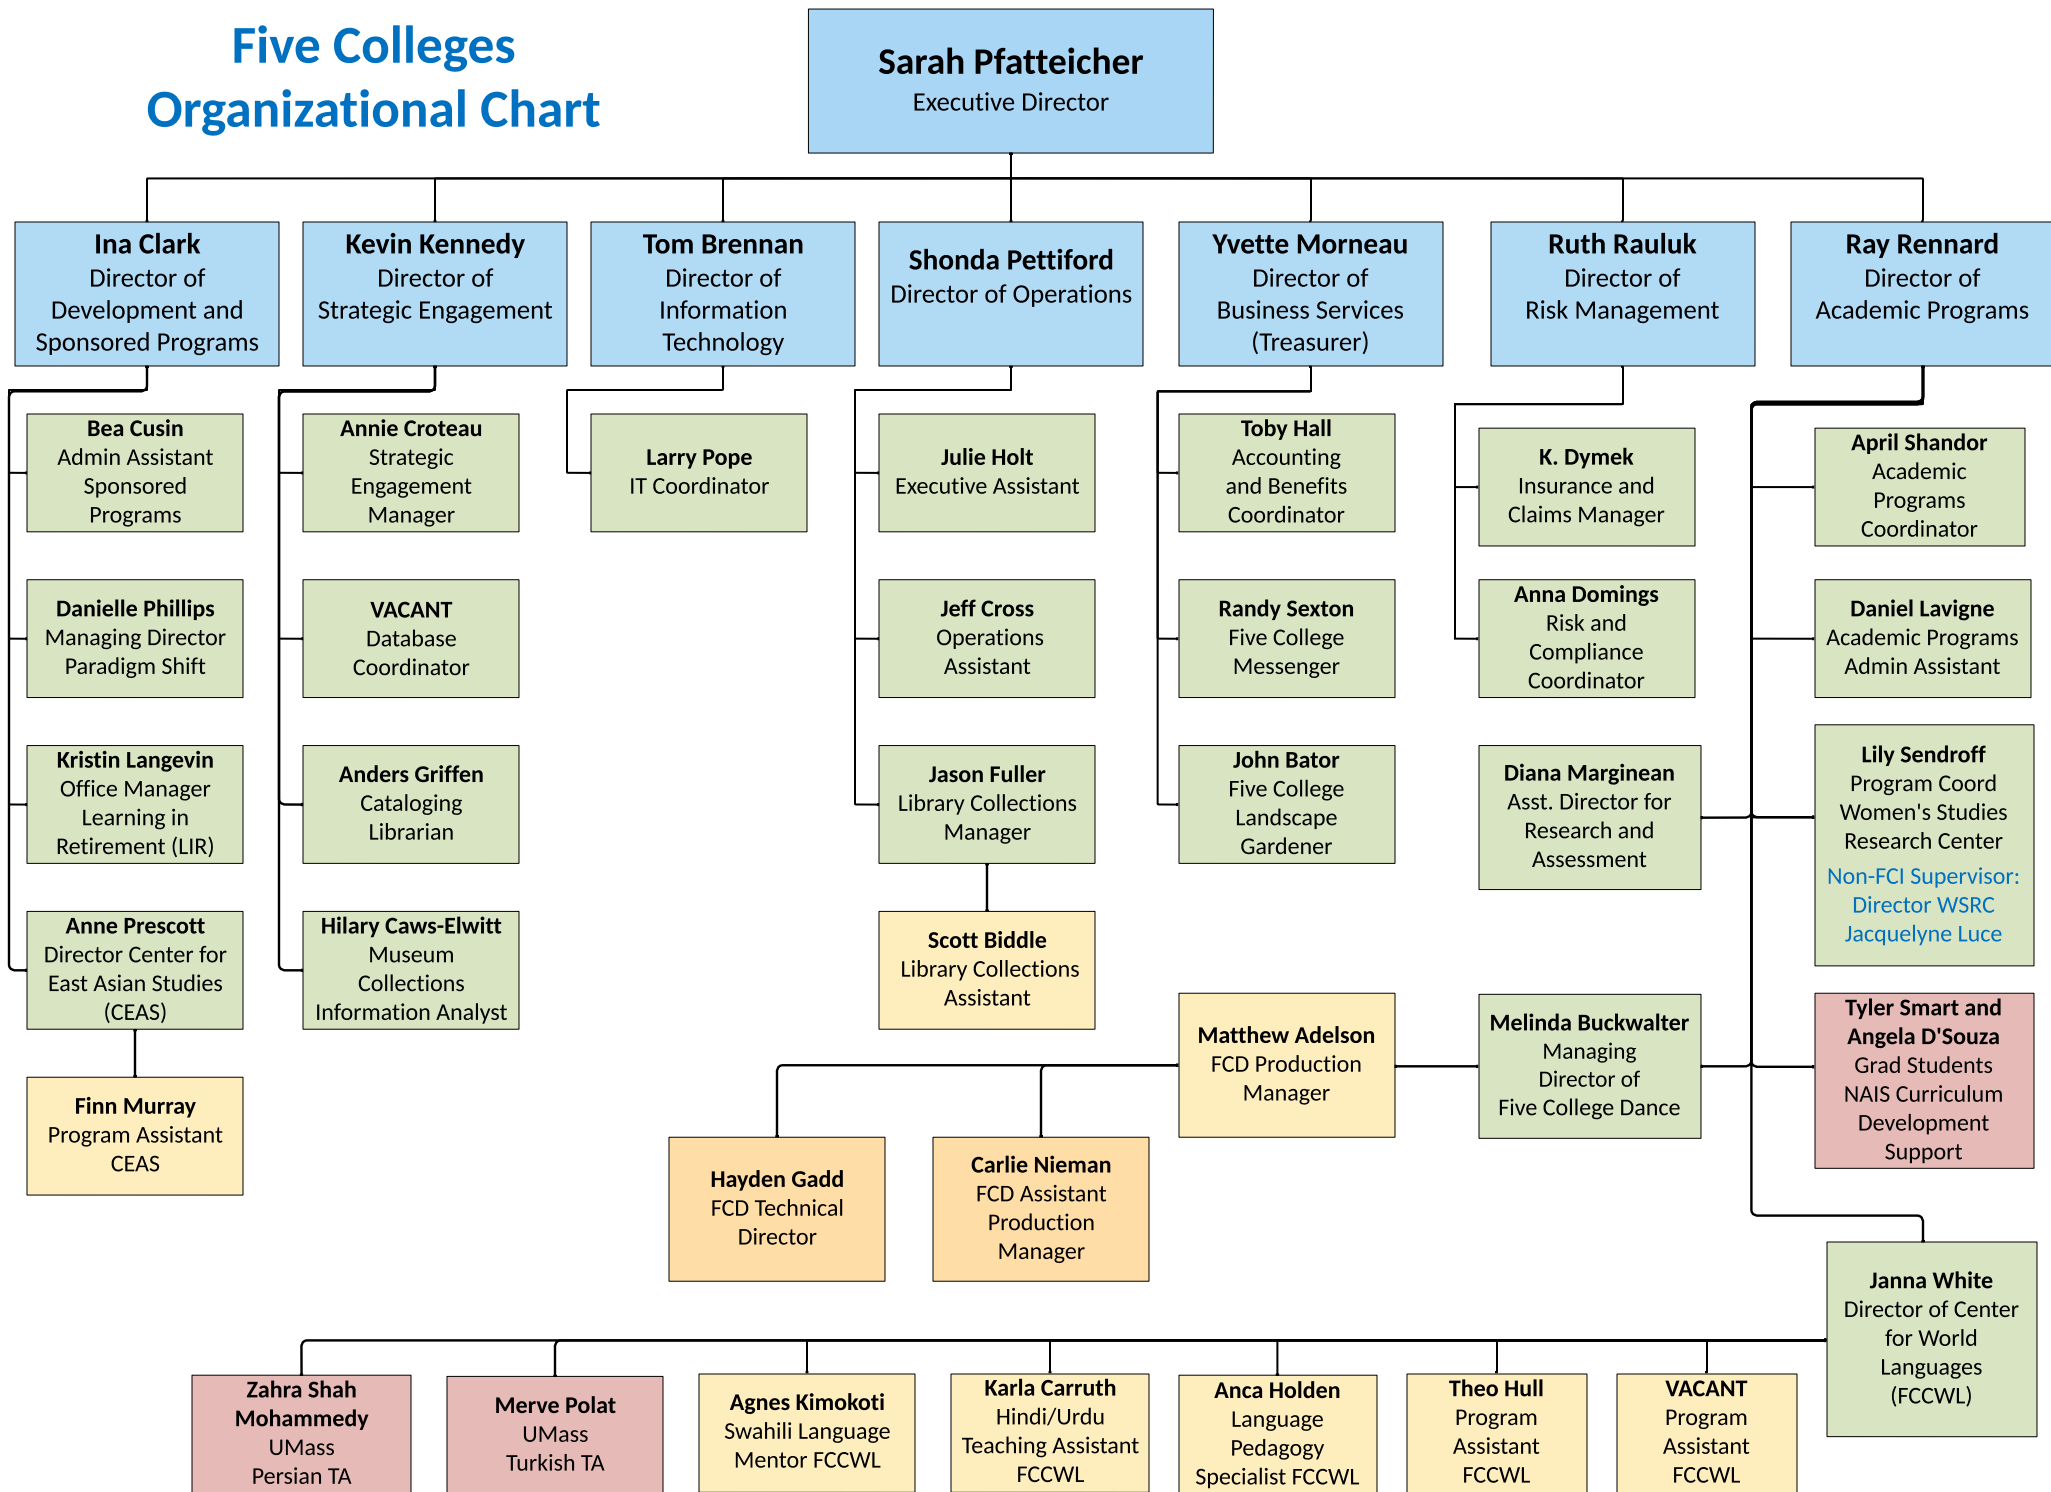 Five Colleges
Organizational Chart
Sarah Pfatteicher
Executive Director
Ina Clark
Director of
Development and
Sponsored Programs
Kevin Kennedy
Director of
Strategic Engagement
Tom Brennan
Director of
Information
Technology
Shonda Pettiford
Director of Operations
Yvette Morneau
Director of
Business Services
(Treasurer)
Ruth Rauluk
Director of
Risk Management
Ray Rennard
Director of
Academic Programs
Bea Cusin
Admin Assistant
Sponsored
Programs
Annie Croteau
Strategic
Engagement
Manager
Larry Pope
IT Coordinator
Julie Holt
Executive Assistant
Toby Hall
Accounting
and Benefits
Coordinator
K. Dymek
Insurance and
Claims Manager
April Shandor
Academic
Programs
Coordinator
Danielle Phillips
Managing Director
Paradigm Shift
VACANT
Database
Coordinator
Jeff Cross
Operations
Assistant
Randy Sexton
Five College
Messenger
Anna Domings
Risk and
Compliance
Coordinator
Daniel Lavigne
Academic Programs
Admin Assistant
Kristin Langevin
Office Manager
Learning in
Retirement (LIR)
Anders Griffen
Cataloging
Librarian
Jason Fuller
Library Collections
Manager
John Bator
Five College
Landscape
Gardener
Diana Marginean
Asst. Director for
Research and
Assessment
Lily Sendroff
Program Coord
Women's Studies
Research Center
Non-FCI Supervisor:
Director WSRC
Jacquelyne Luce
Anne Prescott
Director Center for
East Asian Studies
(CEAS)
Hilary Caws-Elwitt
Museum
Collections
Information Analyst
Scott Biddle
Library Collections
Assistant
Matthew Adelson
FCD Production
Manager
Melinda Buckwalter
Managing
Director of
Five College Dance
Tyler Smart and
Angela D'Souza
Grad Students
NAIS Curriculum
Development
Support
Finn Murray
Program Assistant
CEAS
Hayden Gadd
FCD Technical
Director
Carlie Nieman
FCD Assistant
Production
Manager
Janna White
Director of Center
for World
Languages
(FCCWL)
Zahra Shah
Mohammedy
UMass
Persian TA
Merve Polat
UMass
Turkish TA
Agnes Kimokoti
Swahili Language
Mentor FCCWL
Karla Carruth
Hindi/Urdu
Teaching Assistant
FCCWL
Anca Holden
Language
Pedagogy
Specialist FCCWL
Theo Hull
Program
Assistant
FCCWL
VACANT
Program
Assistant
FCCWL